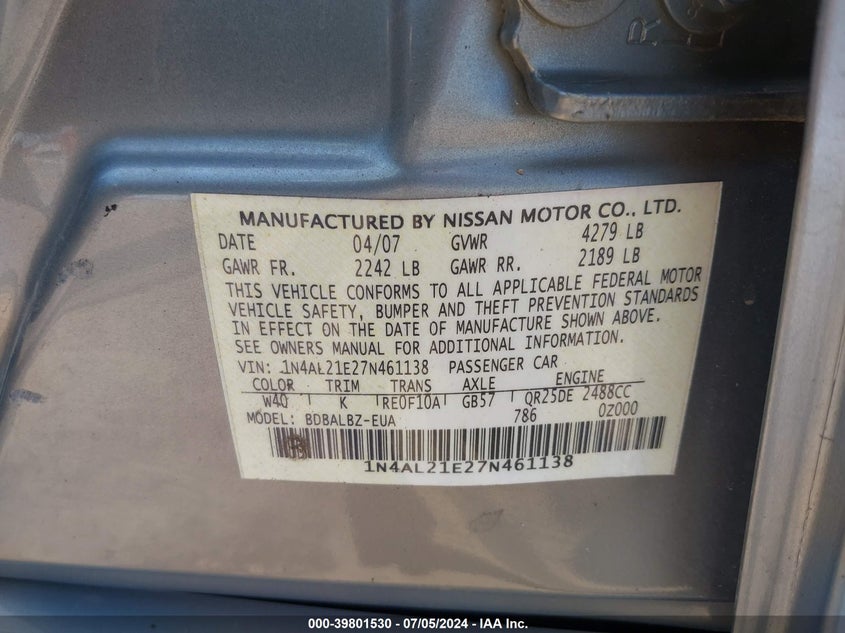 R
MANUFACTURED BY NISSAN MOTOR CO., LTD.
DATE 04/07 GVWR 4279 LB
GAWR FR. 2242 LB GAWR RR. 2189 LB
THIS VEHICLE CONFORMS TO ALL APPLICABLE FEDERAL MOTOR
VEHICLE SAFETY, BUMPER AND THEFT PREVENTION STANDARDS
IN EFFECT ON THE DATE OF MANUFACTURE SHOWN ABOVE.
SEE OWNERS MANUAL FOR ADDITIONAL INFORMATION.
VIN: 1N4AL21E27N461138 PASSENGER CAR
COLOR TRIM TRANS AXLE ENGINE
W40 K RE0F10A GB57 QR25DE 2488CC
MODEL: BDBALBZ-EUA 786 0Z000
1N4AL21E27N461138
000-39801530 - 07/05/2024 - IAA Inc.